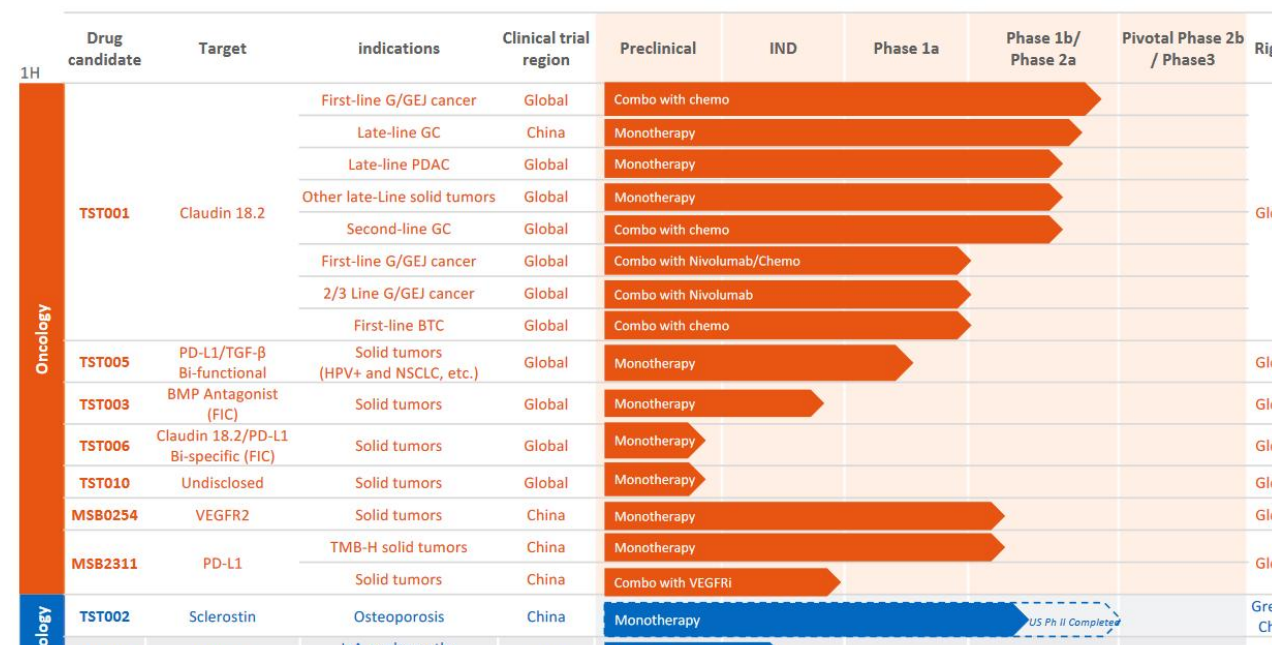 Drug candidate
Target
indications
Clinical trial region
Preclinical
IND
Phase 1a
Phase 1b/ Phase 2a
Pivotal Phase 2b / Phase3
1H
Oncology
TST001
Claudin 18.2
First-line G/GEJ cancer Global Combo with chemo
Late-line GC China Monotherapy
Late-line PDAC Global Monotherapy
Other late-Line solid tumors Global Monotherapy
Second-line GC Global Combo with chemo
First-line G/GEJ cancer Global Combo with Nivolumab/Chemo
2/3 Line G/GEJ cancer Global Combo with Nivolumab
First-line BTC Global Combo with chemo
TST005
PD-L1/TGF-β
Bi-functional
Solid tumors
(HPV+ and NSCLC, etc.)
Global
Monotherapy
TST003
BMP Antagonist
(FIC)
Solid tumors
Global
Monotherapy
TST006
Claudin 18.2/PD-L1
Bi-specific (FIC)
Solid tumors
Global
Monotherapy
TST010 Undisclosed Solid tumors Global Monotherapy
MSB0254 VEGFR2 Solid tumors China Monotherapy
MSB2311
PD-L1
TMB-H solid tumors China Monotherapy
Solid tumors China Combo with VEGFRi
TST002 Sclerostin Osteoporosis China Monotherapy US Ph II Completed